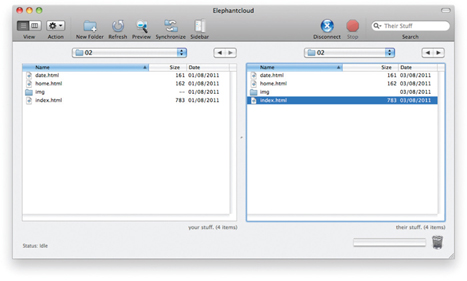 Elephantcloud
View Action New Folder Refresh Preview Synchronize Sidebar Disconnect Stop Search
Their Stuff
02
02
Name Size Date
date.html 161 01/08/2011
home.html 162 01/08/2011
img -- 01/08/2011
index.html 783 01/08/2011
your stuff. (4 items)
Name Size Date
date.html 161 03/08/2011
home.html 162 03/08/2011
img 03/08/2011
index.html 783 03/08/2011
their stuff. (4 items)
Status: Idle